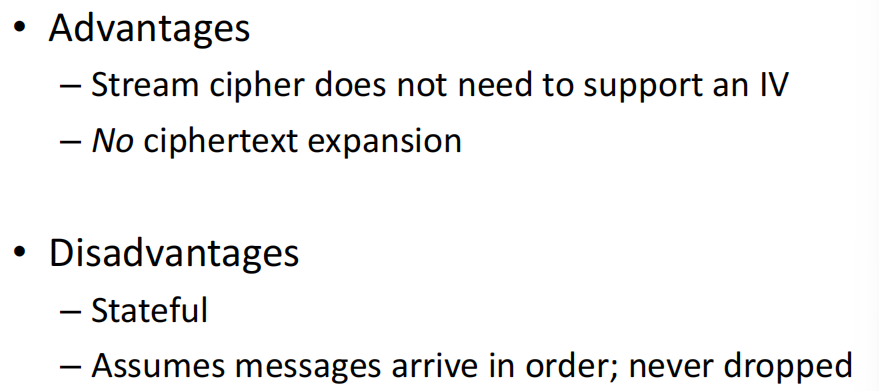 • Advantages
– Stream cipher does not need to support an IV
– No ciphertext expansion
• Disadvantages
– Stateful
– Assumes messages arrive in order; never dropped